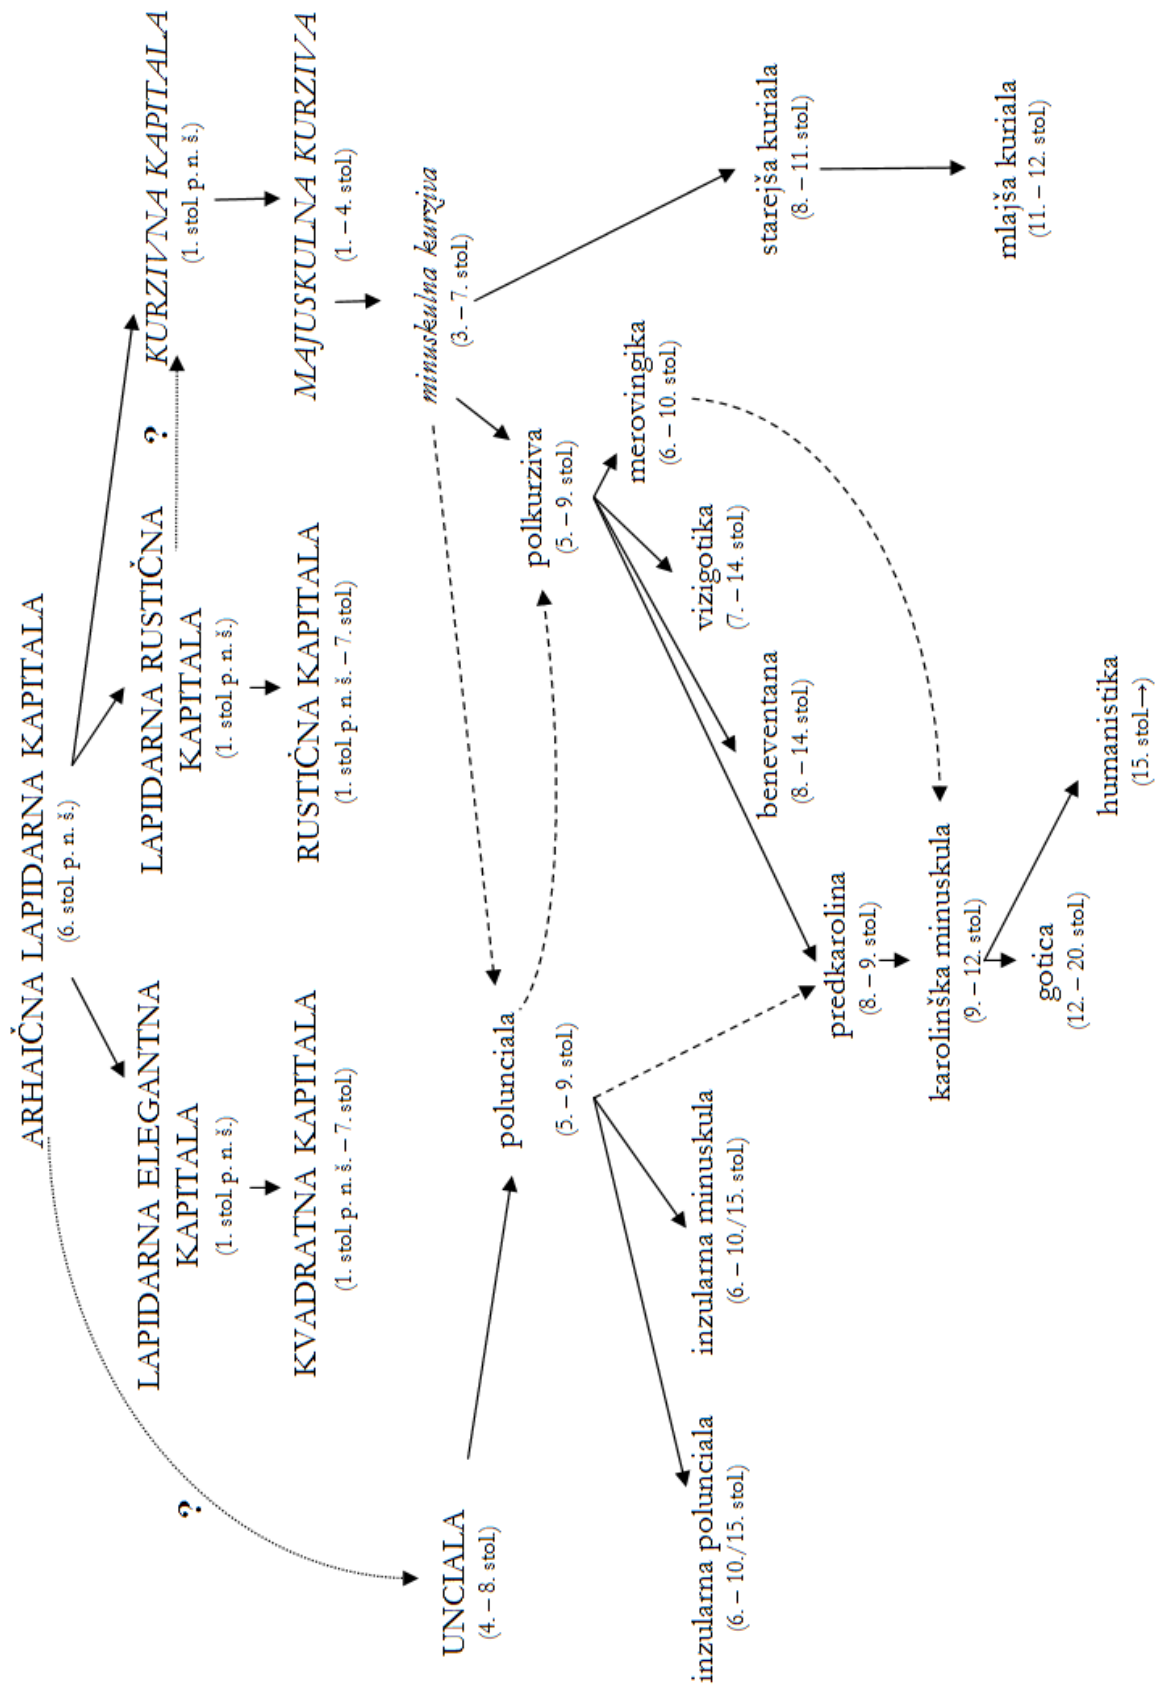 ARHAIČNA LAPIDARNA KAPITALA
(6. stol. p. n. š.)
?
LAPIDARNA ELEGANTNA
KAPITALA
(1. stol. p. n. š.)
LAPIDARNA RUSTIČNA
KAPITALA
(1. stol. p. n. š.)
?
KURZIVNA KAPITALA
(1. stol. p. n. š.)
KVADRATNA KAPITALA
(1. stol. p. n. š. – 7. stol.)
RUSTIČNA KAPITALA
(1. stol. p. n. š. – 7. stol.)
MAJUSKULNA KURZIVA
(1. – 4. stol.)
UNCIALA
(4. – 8. stol.)
minuskulna kurziva
(3. – 7. stol.)
polunciala
(5. – 9. stol.)
polkurziva
(5. – 9. stol.)
inzularna polunciala
(6. – 10./15. stol.)
inzularna minuskula
(6. – 10./15. stol.)
beneventana
(8. – 14. stol.)
vizigotika
(7. – 14. stol.)
merovingika
(6. – 10. stol.)
starejša kuriala
(8. – 11. stol.)
predkarolina
(8. – 9. stol.)
karolinška minuskula
(9. – 12. stol.)
mlajša kuriala
(11. – 12. stol.)
gotica
(12. – 20. stol.)
humanistika
(15. stol.→)